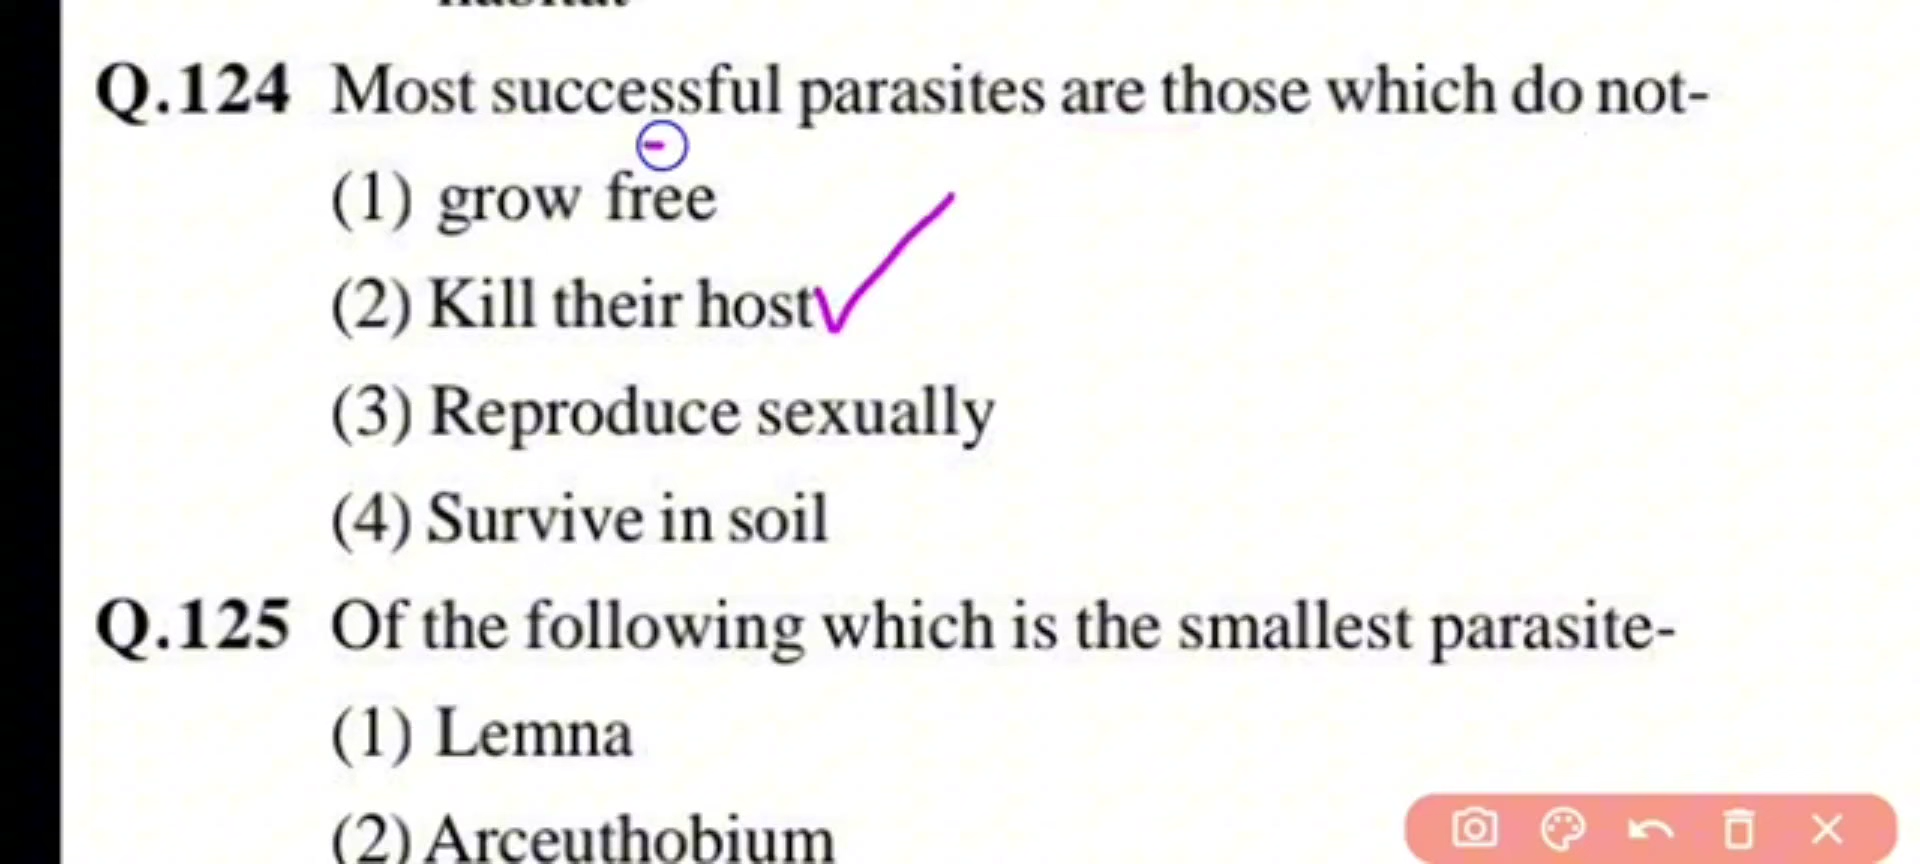 habitat
Q.124 Most successful parasites are those which do not-
(1) grow free
(2) Kill their host
(3) Reproduce sexually
(4) Survive in soil
Q.125 Of the following which is the smallest parasite-
(1) Lemna
(2) Arceuthobium